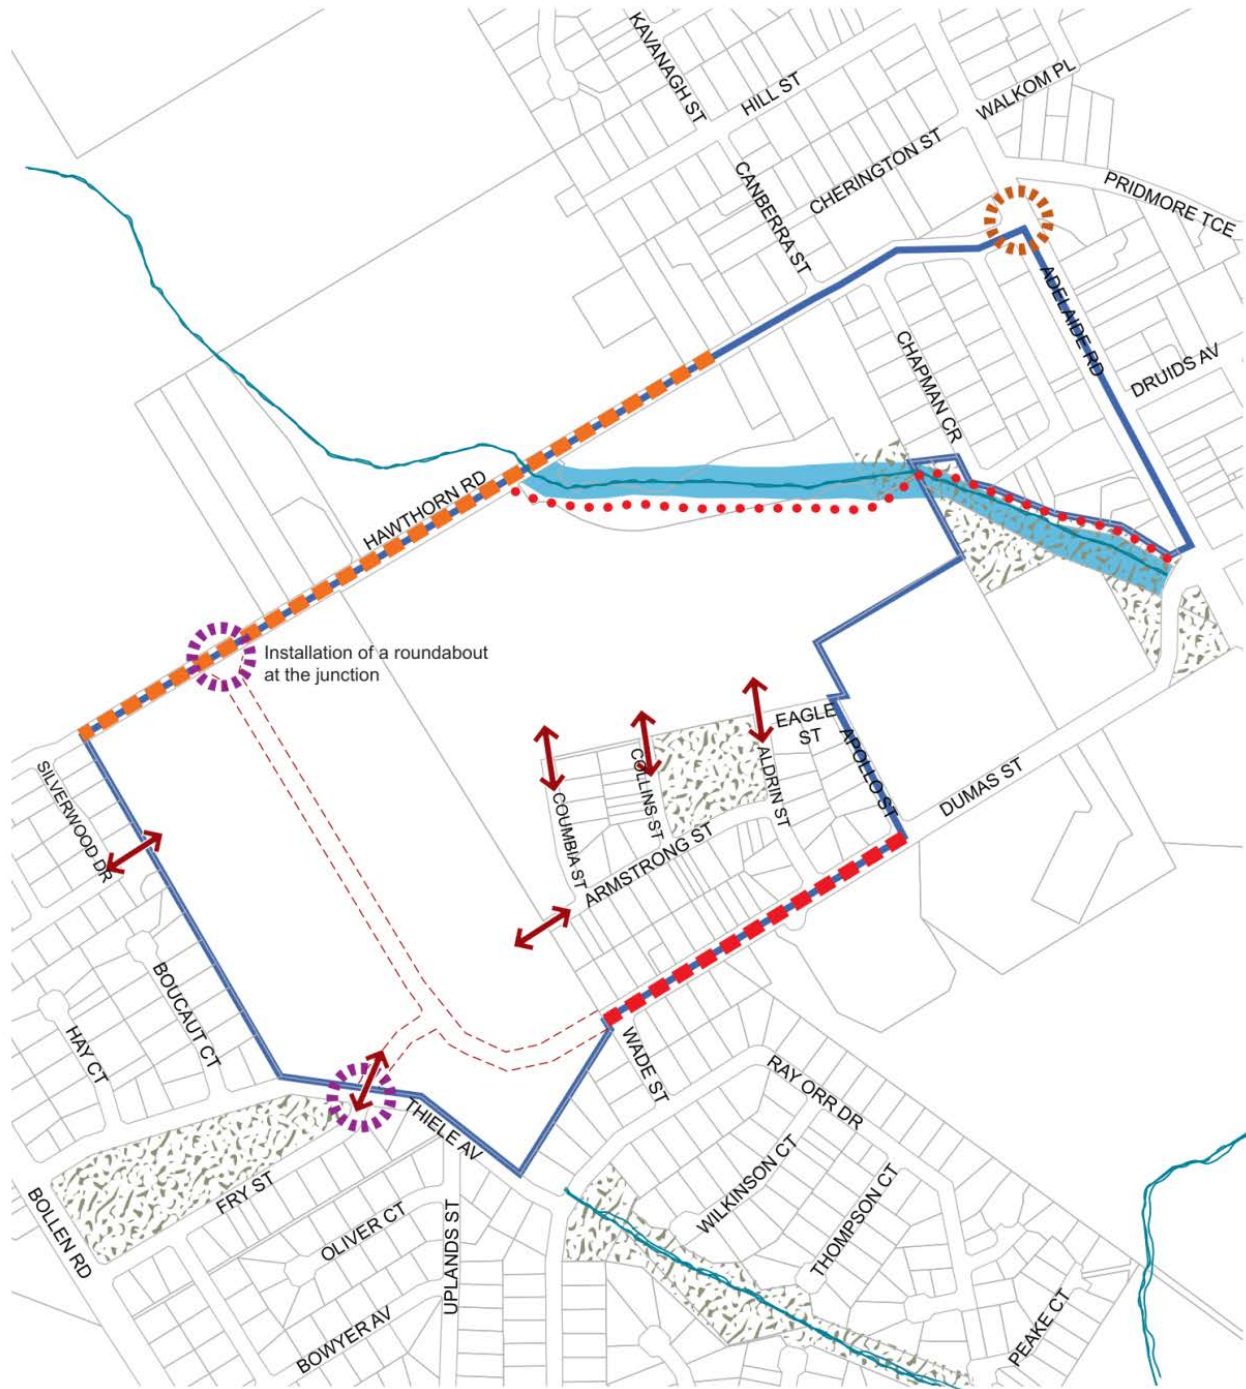 KAVANAGH ST
HILL ST
WALKOM PL
CHERINGTON ST
CANBERRA ST
PRIDMORE TCE
ADELAIDE RD
DRUIDS AV
CHAPMAN CR
HAWTHORN RD
Installation of a roundabout
at the junction
EAGLE
ST
APOLLO ST
DUMAS ST
COLLINS ST
ALDRIN ST
SILVERWOOD DR
COLUMBIA ST
ARMSTRONG ST
BOUCAUT CT
HAY CT
WADE ST
RAY ORR DR
THIELE AV
WILKINSON CT
THOMPSON CT
FRY ST
BOLLEN RD
OLIVER CT
UPLANDS ST
BOWYER AV
PEAKE CT